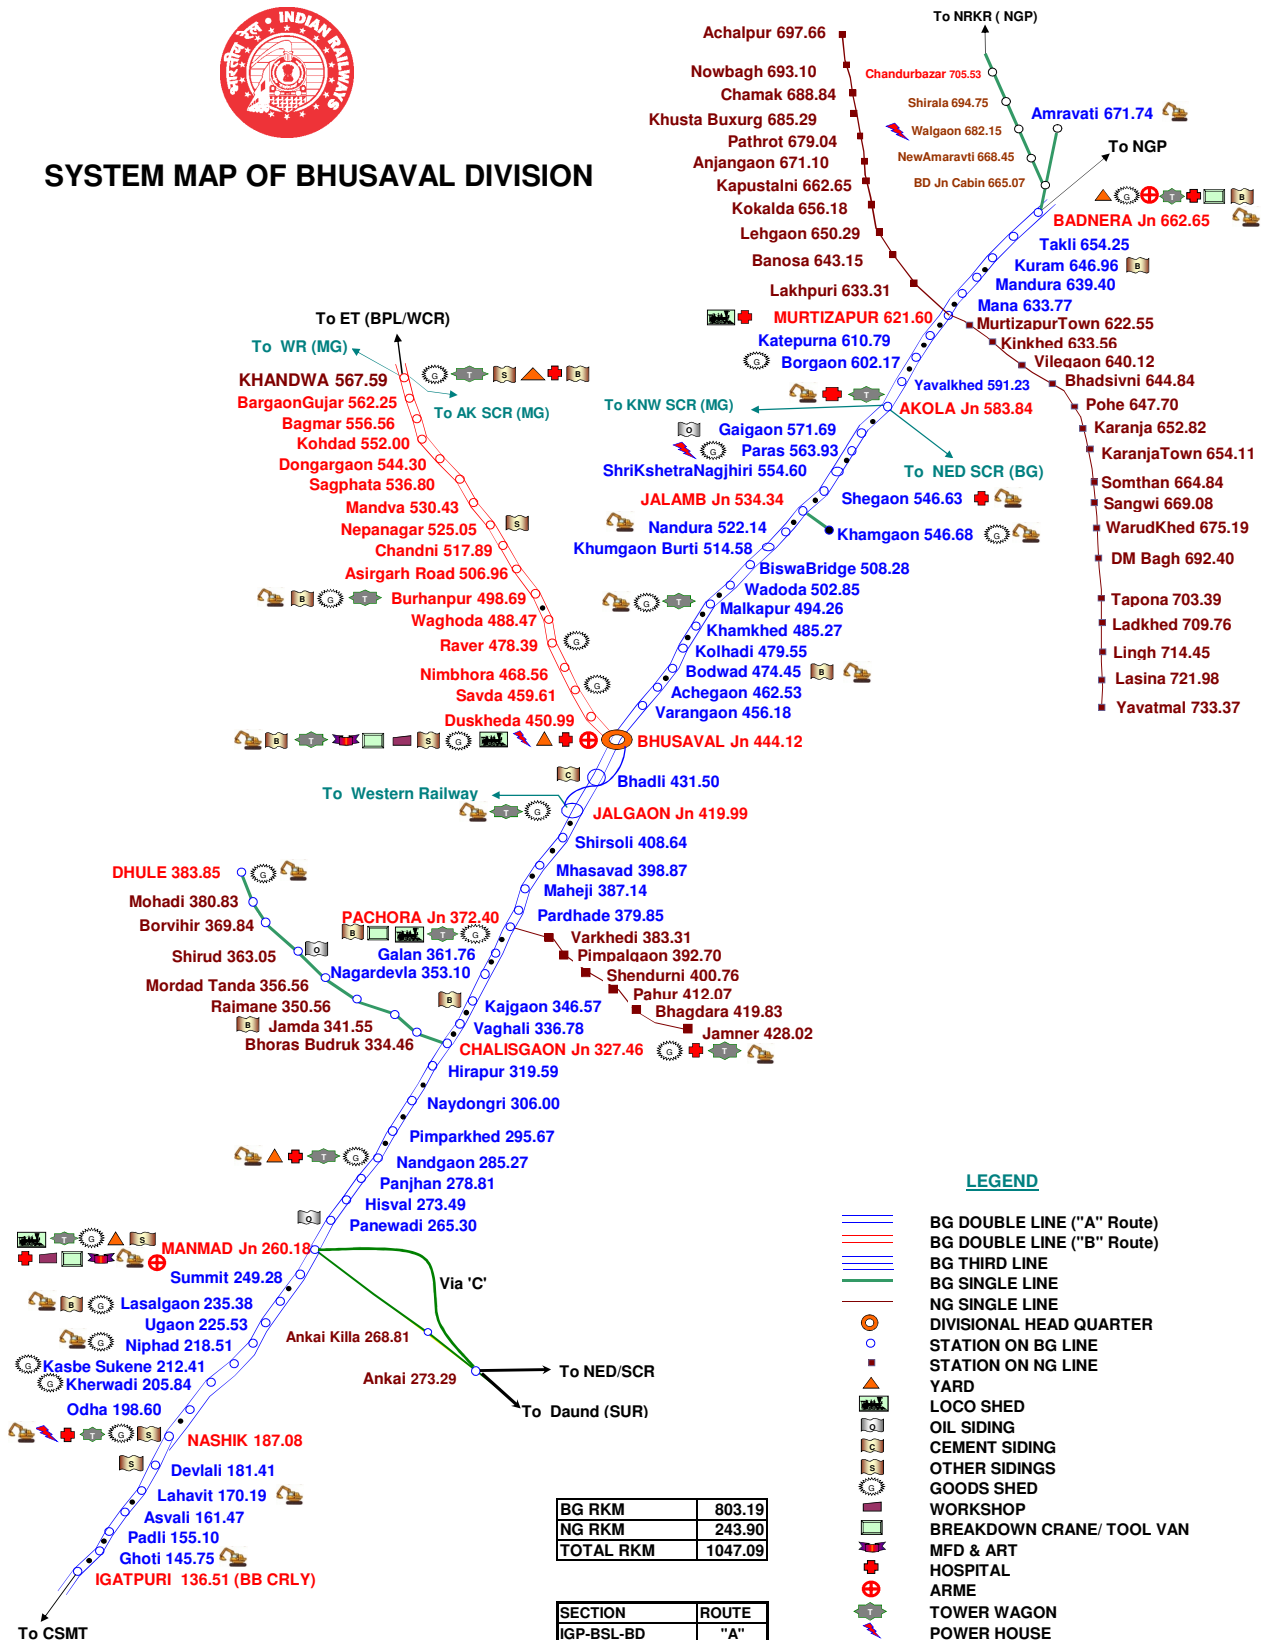 भारतीय रेल • INDIAN RAILWAYS
SYSTEM MAP OF BHUSAVAL DIVISION
To NRKR ( NGP)
Achalpur 697.66
Nowbagh 693.10
Chamak 688.84
Khusta Buxurg 685.29
Pathrot 679.04
Anjangaon 671.10
Kapustalni 662.65
Kokalda 656.18
Lehgaon 650.29
Banosa 643.15
Lakhpuri 633.31
Chandurbazar 705.53
Shirala 694.75
Walgaon 682.15
NewAmaravti 668.45
BD Jn Cabin 665.07
Amravati 671.74
To NGP
G T B
BADNERA Jn 662.65
Takli 654.25
Kuram 646.96 B
Mandura 639.40
Mana 633.77
MURTIZAPUR 621.60
Katepurna 610.79
G Borgaon 602.17
Yavalkhed 591.23
T
AKOLA Jn 583.84
To KNW SCR (MG)
To NED SCR (BG)
O Gaigaon 571.69
G Paras 563.93
ShriKshetraNagjhiri 554.60
Shegaon 546.63
JALAMB Jn 534.34
Khamgaon 546.68 G
Nandura 522.14
Khumgaon Burti 514.58
BiswaBridge 508.28
Wadoda 502.85
G T
Malkapur 494.26
Khamkhed 485.27
Kolhadi 479.55
Bodwad 474.45 B
Achegaon 462.53
Varangaon 456.18
MurtizapurTown 622.55
Kinkhed 633.56
Vilegaon 640.12
Bhadsivni 644.84
Pohe 647.70
Karanja 652.82
KaranjaTown 654.11
Somthan 664.84
Sangwi 669.08
WarudKhed 675.19
DM Bagh 692.40
Tapona 703.39
Ladkhed 709.76
Lingh 714.45
Lasina 721.98
Yavatmal 733.37
To ET (BPL/WCR)
To WR (MG)
To AK SCR (MG)
KHANDWA 567.59
G T S B
BargaonGujar 562.25
Bagmar 556.56
Kohdad 552.00
Dongargaon 544.30
Sagphata 536.80
Mandva 530.43
Nepanagar 525.05 S
Chandni 517.89
Asirgarh Road 506.96
B G T Burhanpur 498.69
Waghoda 488.47
Raver 478.39 G
Nimbhora 468.56
Savda 459.61 G
Duskheda 450.99
B T S G
BHUSAVAL Jn 444.12
C Bhadli 431.50
To Western Railway
T G
JALGAON Jn 419.99
Shirsoli 408.64
Mhasavad 398.87
Maheji 387.14
Pardhade 379.85
PACHORA Jn 372.40
B T G
Galan 361.76
Nagardevla 353.10
B Kajgaon 346.57
Vaghali 336.78
CHALISGAON Jn 327.46 G T
Varkhedi 383.31
Pimpalgaon 392.70
Shendurni 400.76
Pahur 412.07
Bhagdara 419.83
Jamner 428.02
DHULE 383.85 G
Mohadi 380.83
Borvihir 369.84
Shirud 363.05 O
Mordad Tanda 356.56
Rajmane 350.56
B Jamda 341.55
Bhoras Budruk 334.46
Hirapur 319.59
Naydongri 306.00
Pimparkhed 295.67
T G
Nandgaon 285.27
Panjhan 278.81
Hisval 273.49
O Panewadi 265.30
T G S
MANMAD Jn 260.18
Summit 249.28
B G Lasalgaon 235.38
Ugaon 225.53
G Niphad 218.51
G Kasbe Sukene 212.41
G Kherwadi 205.84
Odha 198.60
T G S
NASHIK 187.08
S Devlali 181.41
Lahavit 170.19
Asvali 161.47
Padli 155.10
Ghoti 145.75
IGATPURI 136.51 (BB CRLY)
To CSMT
Via 'C'
Ankai Killa 268.81
Ankai 273.29
To NED/SCR
To Daund (SUR)
BG RKM 803.19
NG RKM 243.90
TOTAL RKM 1047.09
SECTION ROUTE
IGP-BSL-BD "A"
LEGEND
BG DOUBLE LINE ("A" Route)
BG DOUBLE LINE ("B" Route)
BG THIRD LINE
BG SINGLE LINE
NG SINGLE LINE
DIVISIONAL HEAD QUARTER
STATION ON BG LINE
STATION ON NG LINE
YARD
LOCO SHED
O OIL SIDING
C CEMENT SIDING
S OTHER SIDINGS
G GOODS SHED
WORKSHOP
BREAKDOWN CRANE/ TOOL VAN
MFD & ART
HOSPITAL
ARME
T TOWER WAGON
POWER HOUSE